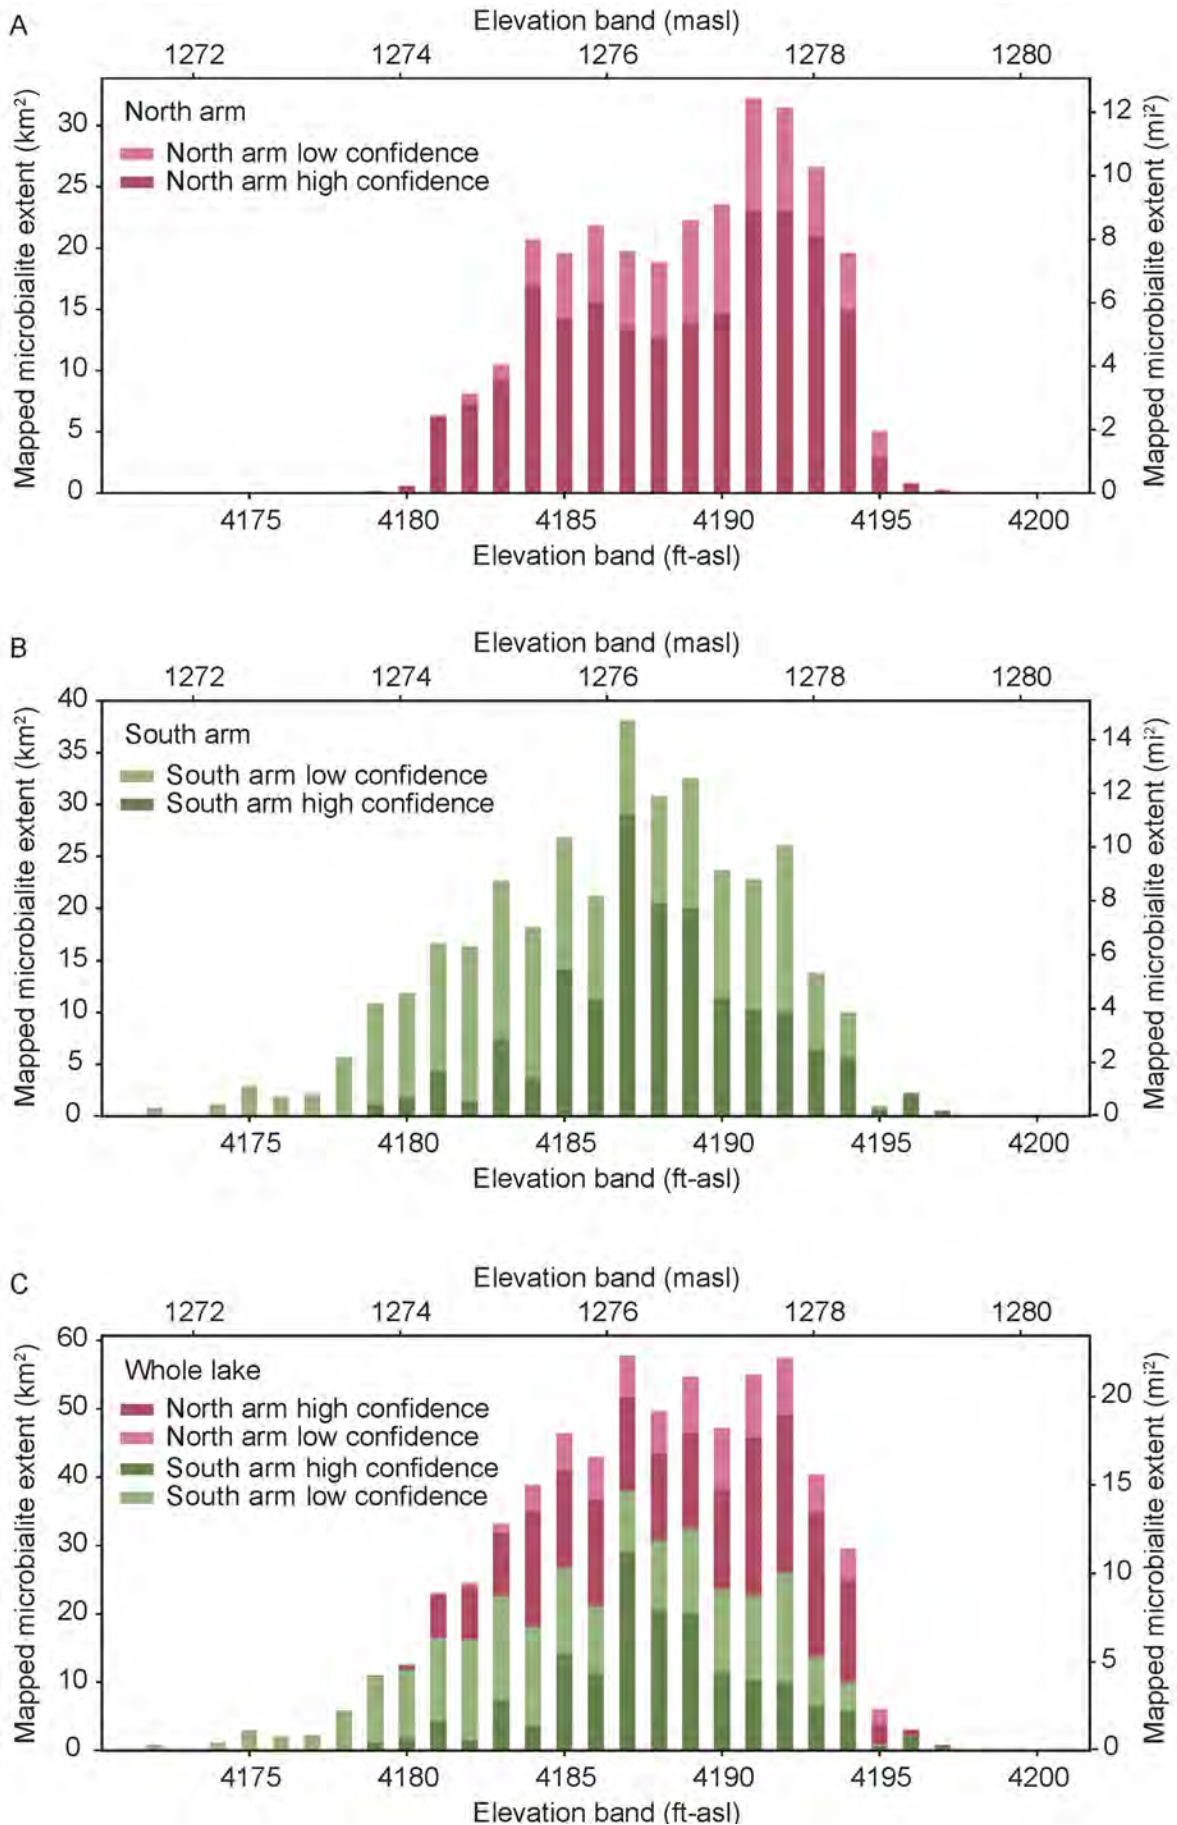 A
Elevation band (masl)
1272 1274 1276 1278 1280
Mapped microbialite extent (km²)
30
25
20
15
10
5
0
North arm
North arm low confidence
North arm high confidence
12
10
8
6
4
2
0
Mapped microbialite extent (mi²)
4175 4180 4185 4190 4195 4200
Elevation band (ft-asl)
B
Elevation band (masl)
1272 1274 1276 1278 1280
Mapped microbialite extent (km²)
40
35
30
25
20
15
10
5
0
South arm
South arm low confidence
South arm high confidence
14
12
10
8
6
4
2
0
Mapped microbialite extent (mi²)
4175 4180 4185 4190 4195 4200
Elevation band (ft-asl)
C
Elevation band (masl)
1272 1274 1276 1278 1280
Mapped microbialite extent (km²)
60
50
40
30
20
10
0
Whole lake
North arm high confidence
North arm low confidence
South arm high confidence
South arm low confidence
20
15
10
5
0
Mapped microbialite extent (mi²)
4175 4180 4185 4190 4195 4200
Elevation band (ft-asl)